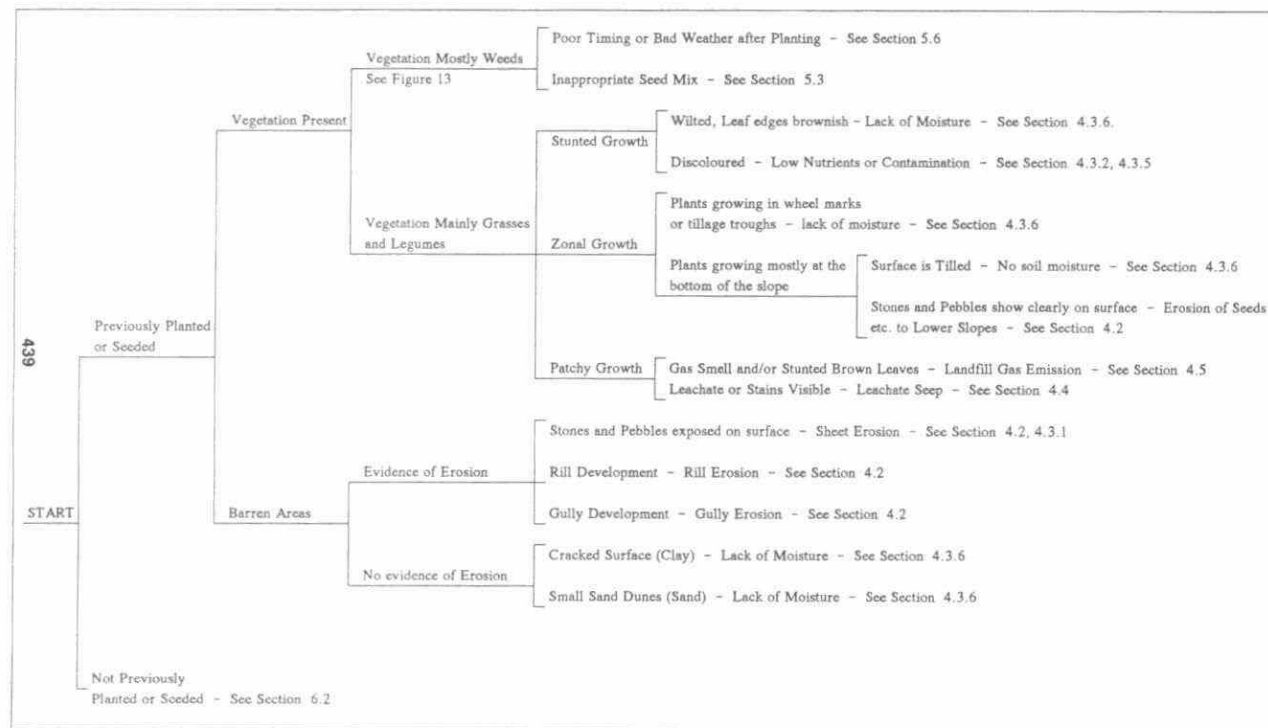 Poor Timing or Bad Weather after Planting - See Section 5.6
Vegetation Mostly Weeds
See Figure 13
Inappropriate Seed Mix - See Section 5.3
Vegetation Present
Wilted, Leaf edges brownish - Lack of Moisture - See Section 4.3.6.
Stunted Growth
Discoloured - Low Nutrients or Contamination - See Section 4.3.2, 4.3.5
Plants growing in wheel marks
or tillage troughs - lack of moisture - See Section 4.3.6
Vegetation Mainly Grasses
and Legumes
Zonal Growth
Plants growing mostly at the
bottom of the slope
Surface is Tilled - No soil moisture - See Section 4.3.6
Stones and Pebbles show clearly on surface - Erosion of Seeds
etc. to Lower Slopes - See Section 4.2
Previously Planted
or Seeded
439
Patchy Growth
Gas Smell and/or Stunted Brown Leaves - Landfill Gas Emission - See Section 4.5
Leachate or Stains Visible - Leachate Seep - See Section 4.4
Stones and Pebbles exposed on surface - Sheet Erosion - See Section 4.2, 4.3.1
Evidence of Erosion
Rill Development - Rill Erosion - See Section 4.2
START
Barren Areas
Gully Development - Gully Erosion - See Section 4.2
Cracked Surface (Clay) - Lack of Moisture - See Section 4.3.6
No evidence of Erosion
Small Sand Dunes (Sand) - Lack of Moisture - See Section 4.3.6
Not Previously
Planted or Seeded - See Section 6.2